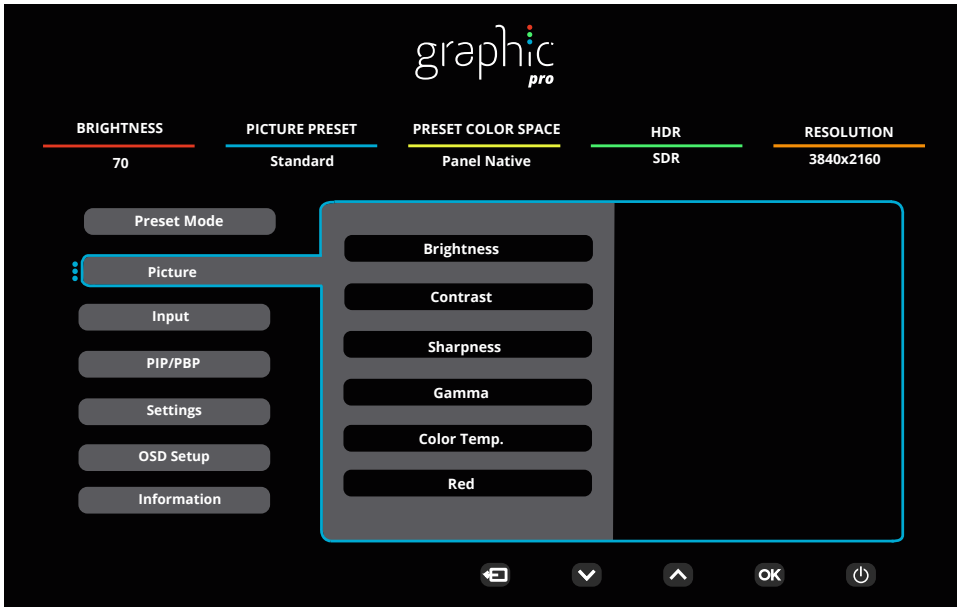 graphic
pro
BRIGHTNESS
PICTURE PRESET
PRESET COLOR SPACE
HDR
RESOLUTION
70
Standard
Panel Native
SDR
3840x2160
Preset Mode
Picture
Input
PIP/PBP
Settings
OSD Setup
Information
Brightness
Contrast
Sharpness
Gamma
Color Temp.
Red
OK